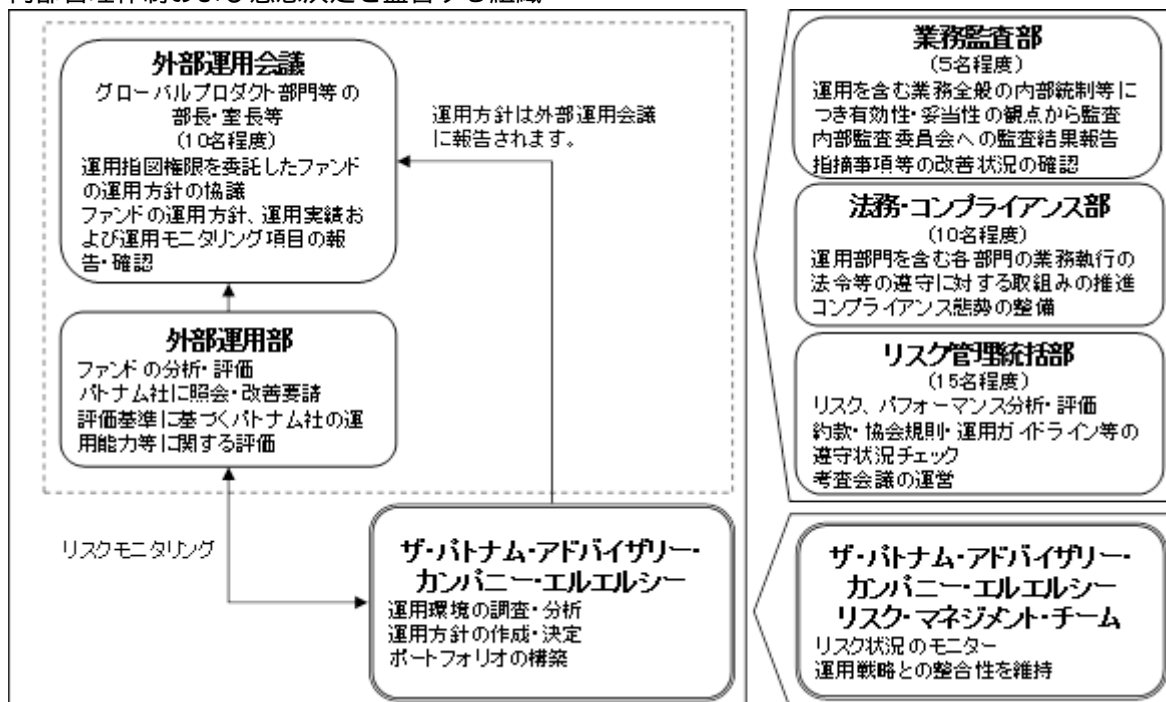 内部管理体制および意思決定を監督する組織
外部運用会議
グローバルプロダクト部門等の
部長・室長等
(10名程度)
運用指図権限を委託したファンド
の運用方針の協議
ファンドの運用方針、運用実績お
よび運用モニタリング項目の報
告・確認
運用方針は外部運用会議
に報告されます。
外部運用部
ファンドの分析・評価
パトナム社に照会・改善要請
評価基準に基づくパトナム社の運
用能力等に関する評価
リスクモニタリング
ザ・パトナム・アドバイザリー・
カンパニー・エルエルシー
運用環境の調査・分析
運用方針の作成・決定
ポートフォリオの構築
業務監査部
(5名程度)
運用を含む業務全般の内部統制等に
つき有効性・妥当性の観点から監査
内部監査委員会への監査結果報告
指摘事項等の改善状況の確認
法務・コンプライアンス部
(10名程度)
運用部門を含む各部門の業務執行の
法令等の遵守に対する取組みの推進
コンプライアンス態勢の整備
リスク管理統括部
(15名程度)
リスク、パフォーマンス分析・評価
約款・協会規則・運用ガイドライン等の
遵守状況チェック
考査会議の運営
ザ・パトナム・アドバイザリー・
カンパニー・エルエルシー
リスク・マネジメント・チーム
リスク状況のモニター
運用戦略との整合性を維持